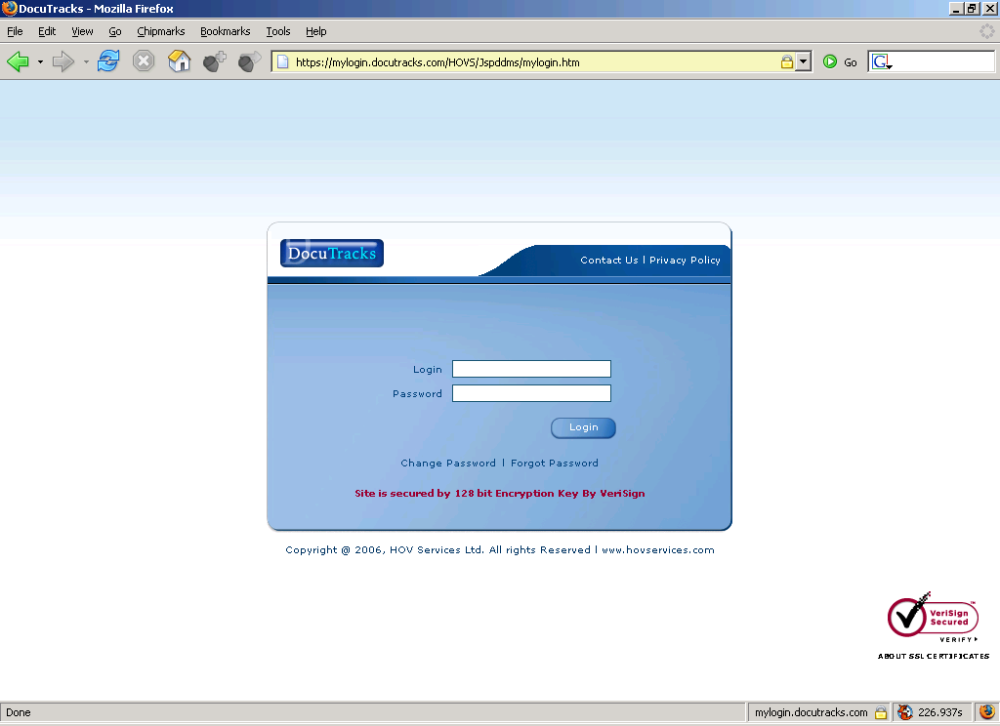 DocuTracks - Mozilla Firefox
File Edit View Go Chipmarks Bookmarks Tools Help
https://mylogin.docutracks.com/HOVS/Jspddms/mylogin.htm Go G
DocuTracks
Contact Us | Privacy Policy
Login
Password
Login
Change Password | Forgot Password
Site is secured by 128 bit Encryption Key By VeriSign
Copyright @ 2006, HOV Services Ltd. All rights Reserved | www.hovservices.com
VeriSign
Secured
™
VERIFY
ABOUT SSL CERTIFICATES
Done mylogin.docutracks.com 226.937s